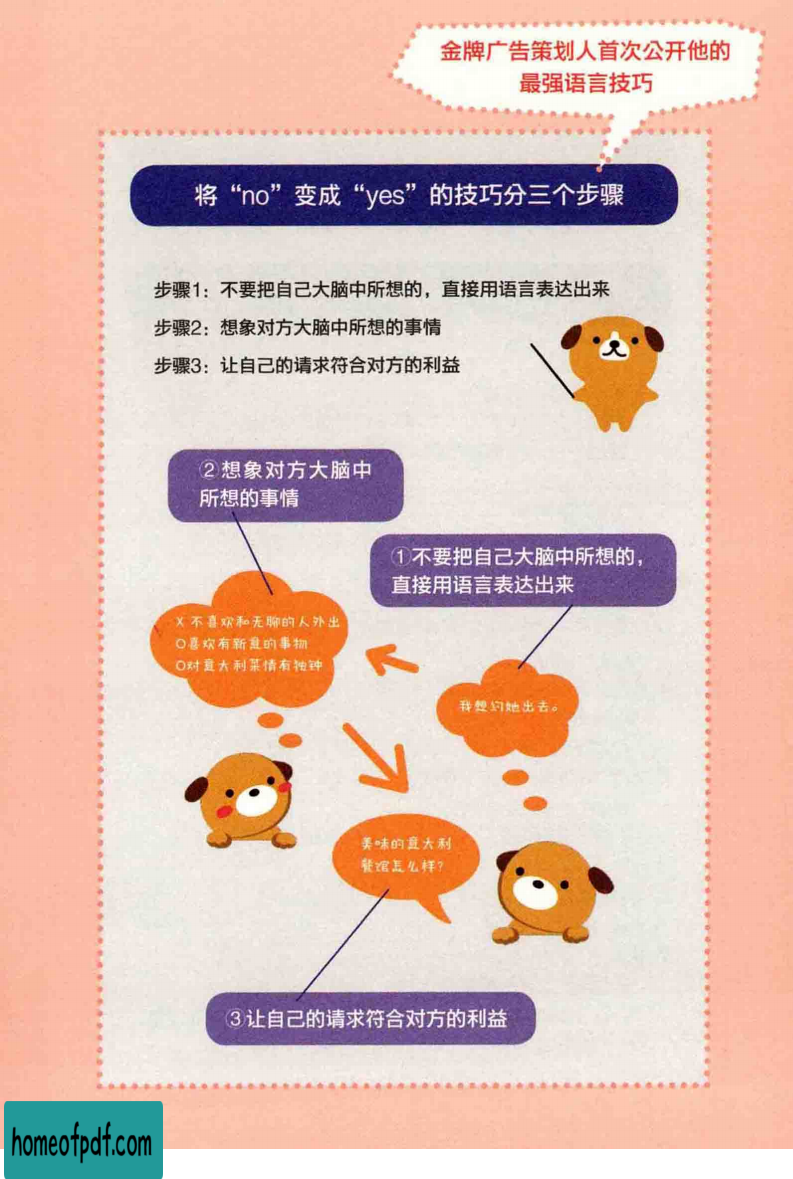 金牌广告策划人首次公开他的
最强语言技巧
将“no”变成“yes”的技巧分三个步骤
步骤1：不要把自己大脑中所想的，直接用语言表达出来
步骤2：想象对方大脑中所想的事情
步骤3：让自己的请求符合对方的利益
②想象对方大脑中
所想的事情
①不要把自己大脑中所想的，
直接用语言表达出来
X 不喜欢和无聊的人外出
O喜欢有新意的事物
O对意大利菜情有独钟
我想约她出去。
美味的意大利
餐馆怎么样？
③让自己的请求符合对方的利益
homeofpdf.com